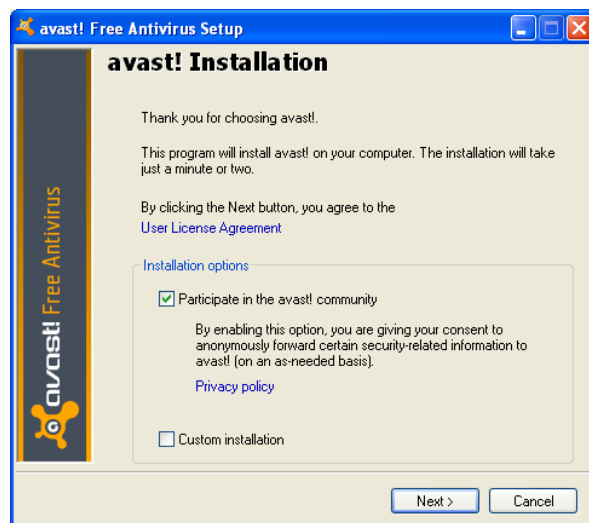 avast! Free Antivirus Setup
avast! Installation
Thank you for choosing avast!.
This program will install avast! on your computer. The installation will take
just a minute or two.
By clicking the Next button, you agree to the
User License Agreement
Installation options
Participate in the avast! community
By enabling this option, you are giving your consent to
anonymously forward certain security-related information to
avast! (on an as-needed basis).
Privacy policy
Custom installation
avast! Free Antivirus
Next >
Cancel